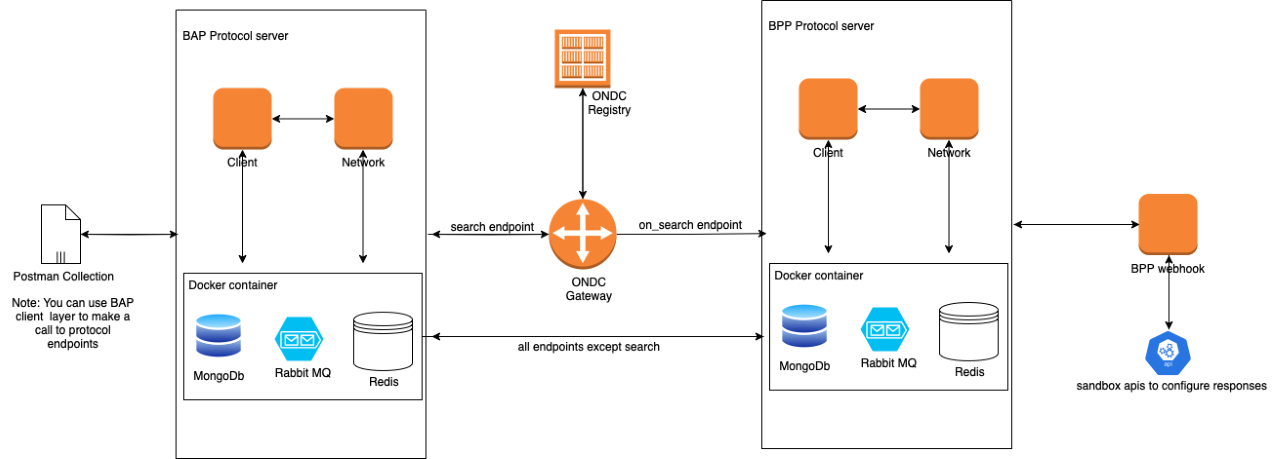 BAP Protocol server
Client
Network
Postman Collection
Note: You can use BAP
client  layer to make a
call to protocol
endpoints
Docker container
MongoDb
Rabbit MQ
Redis
ONDC
Registry
search endpoint
on_search endpoint
ONDC
Gateway
all endpoints except search
BPP Protocol server
Client
Network
Docker container
MongoDb
Rabbit MQ
Redis
BPP webhook
api
sandbox apis to configure responses